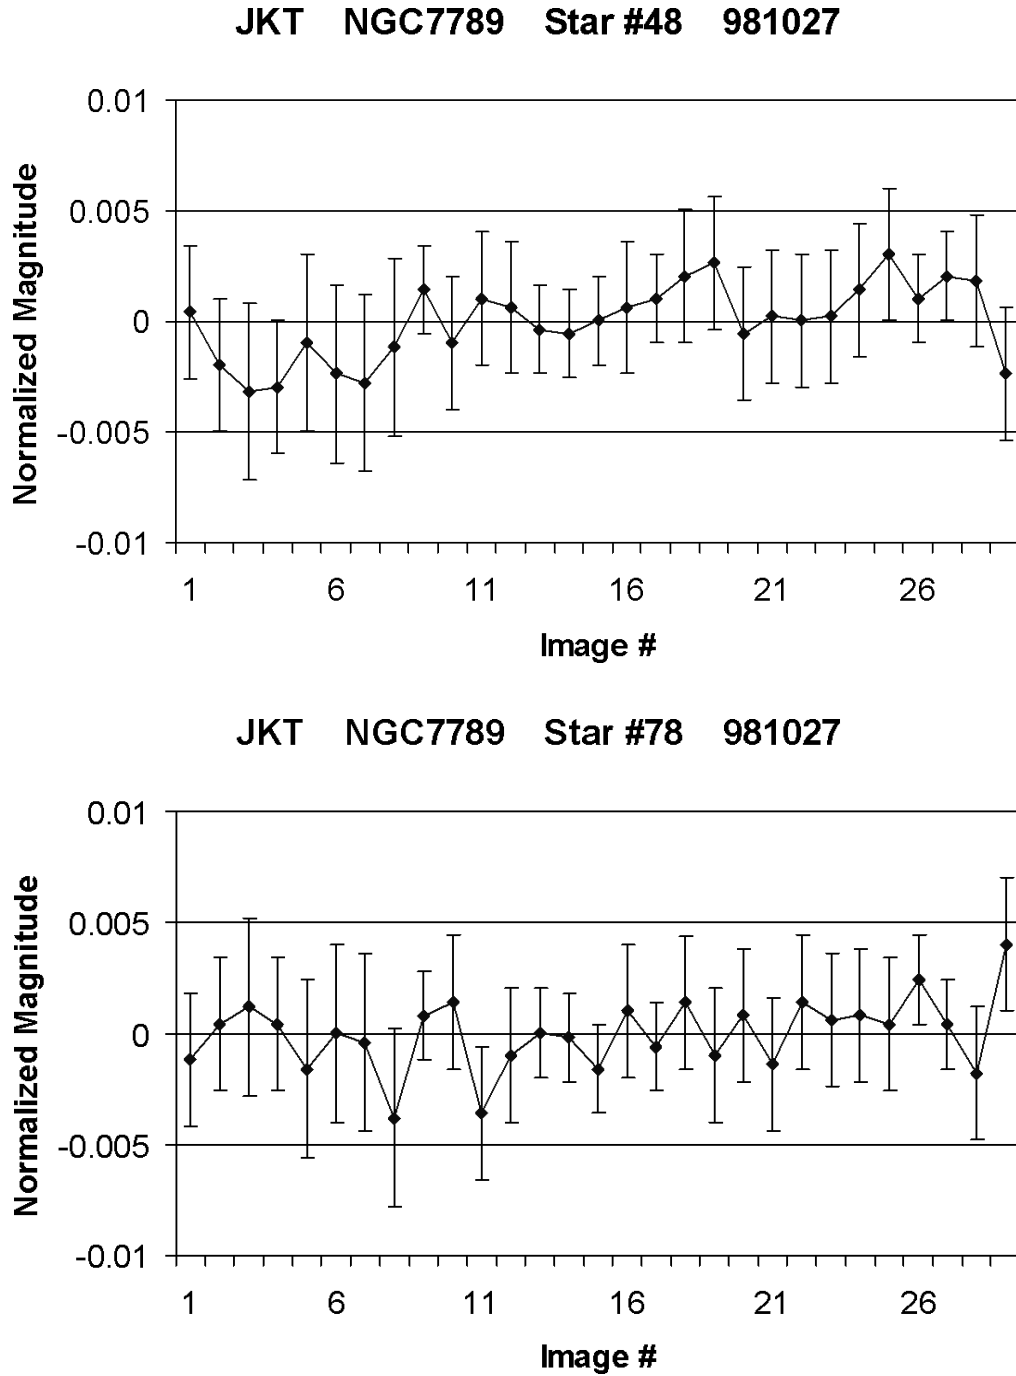 JKT NGC7789 Star #48 981027
0.01
0.005
0
-0.005
-0.01
Normalized Magnitude
1 6 11 16 21 26
Image #
JKT NGC7789 Star #78 981027
0.01
0.005
0
-0.005
-0.01
Normalized Magnitude
1 6 11 16 21 26
Image #